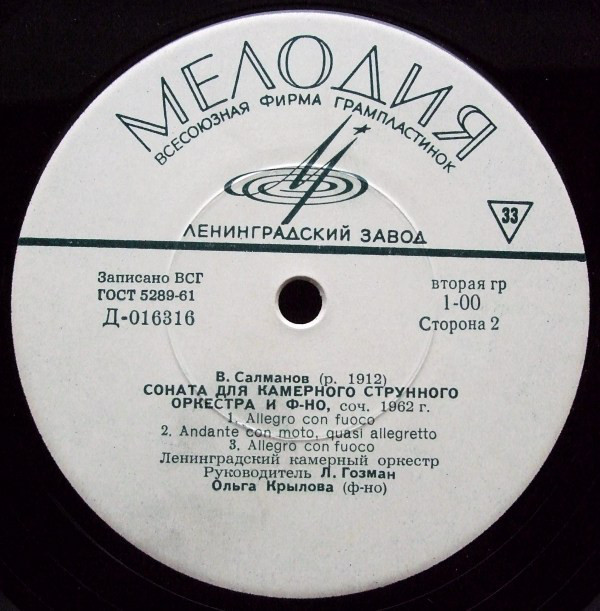 МЕЛОДИЯ
ВСЕСОЮЗНАЯ ФИРМА ГРАМПЛАСТИНОК
ЛЕНИНГРАДСКИЙ ЗАВОД
33
Записано ВСГ
ГОСТ 5289-61
Д-016316
вторая гр
1-00
Сторона 2
В. Салманов (р. 1912)
СОНАТА ДЛЯ КАМЕРНОГО СТРУННОГО
ОРКЕСТРА И Ф-НО, соч. 1962 г.
1. Allegro con fuoco
2. Andante con moto, quasi allegretto
3. Allegro con fuoco
Ленинградский камерный оркестр
Руководитель Л. Гозман
Ольга Крылова (ф-но)